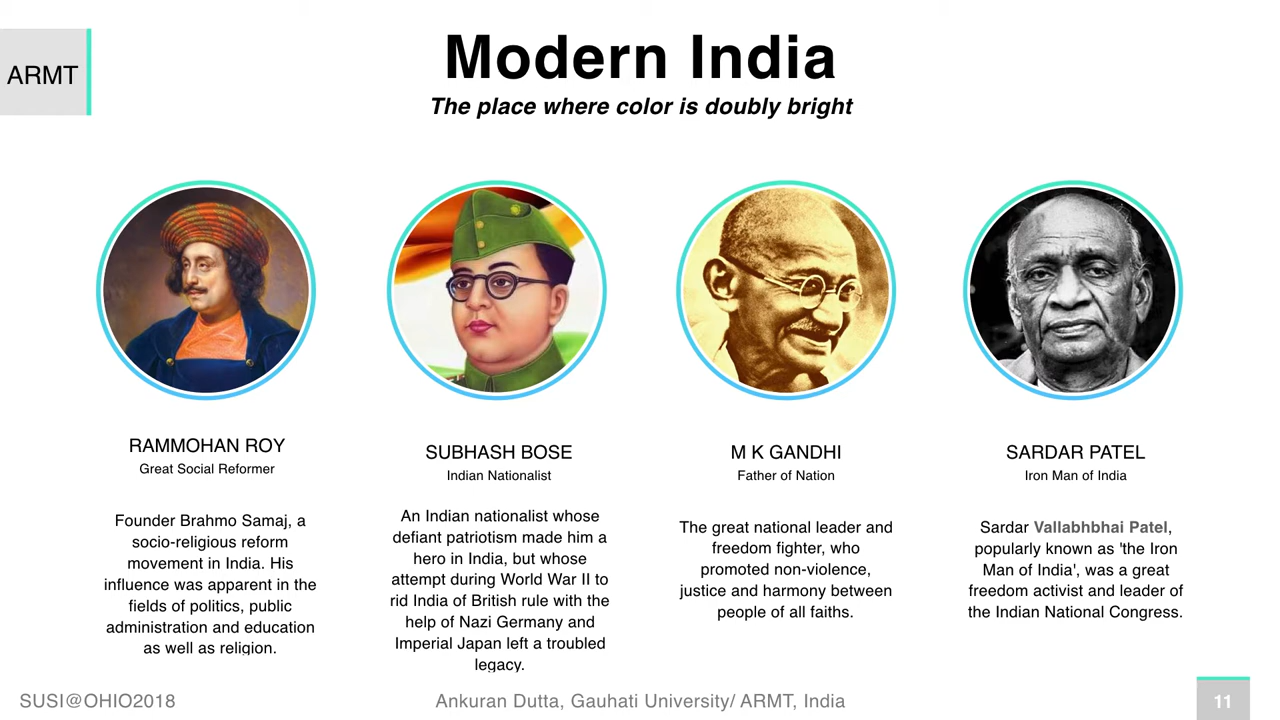 ARMT
Modern India
The place where color is doubly bright
RAMMOHAN ROY
Great Social Reformer
Founder Brahmo Samaj, a
socio-religious reform
movement in India. His
influence was apparent in the
fields of politics, public
administration and education
as well as religion.
SUBHASH BOSE
Indian Nationalist
An Indian nationalist whose
defiant patriotism made him a
hero in India, but whose
attempt during World War II to
rid India of British rule with the
help of Nazi Germany and
Imperial Japan left a troubled
legacy.
M K GANDHI
Father of Nation
The great national leader and
freedom fighter, who
promoted non-violence,
justice and harmony between
people of all faiths.
SARDAR PATEL
Iron Man of India
Sardar Vallabhbhai Patel,
popularly known as 'the Iron
Man of India', was a great
freedom activist and leader of
the Indian National Congress.
SUSI@OHIO2018
Ankuran Dutta, Gauhati University/ ARMT, India
11